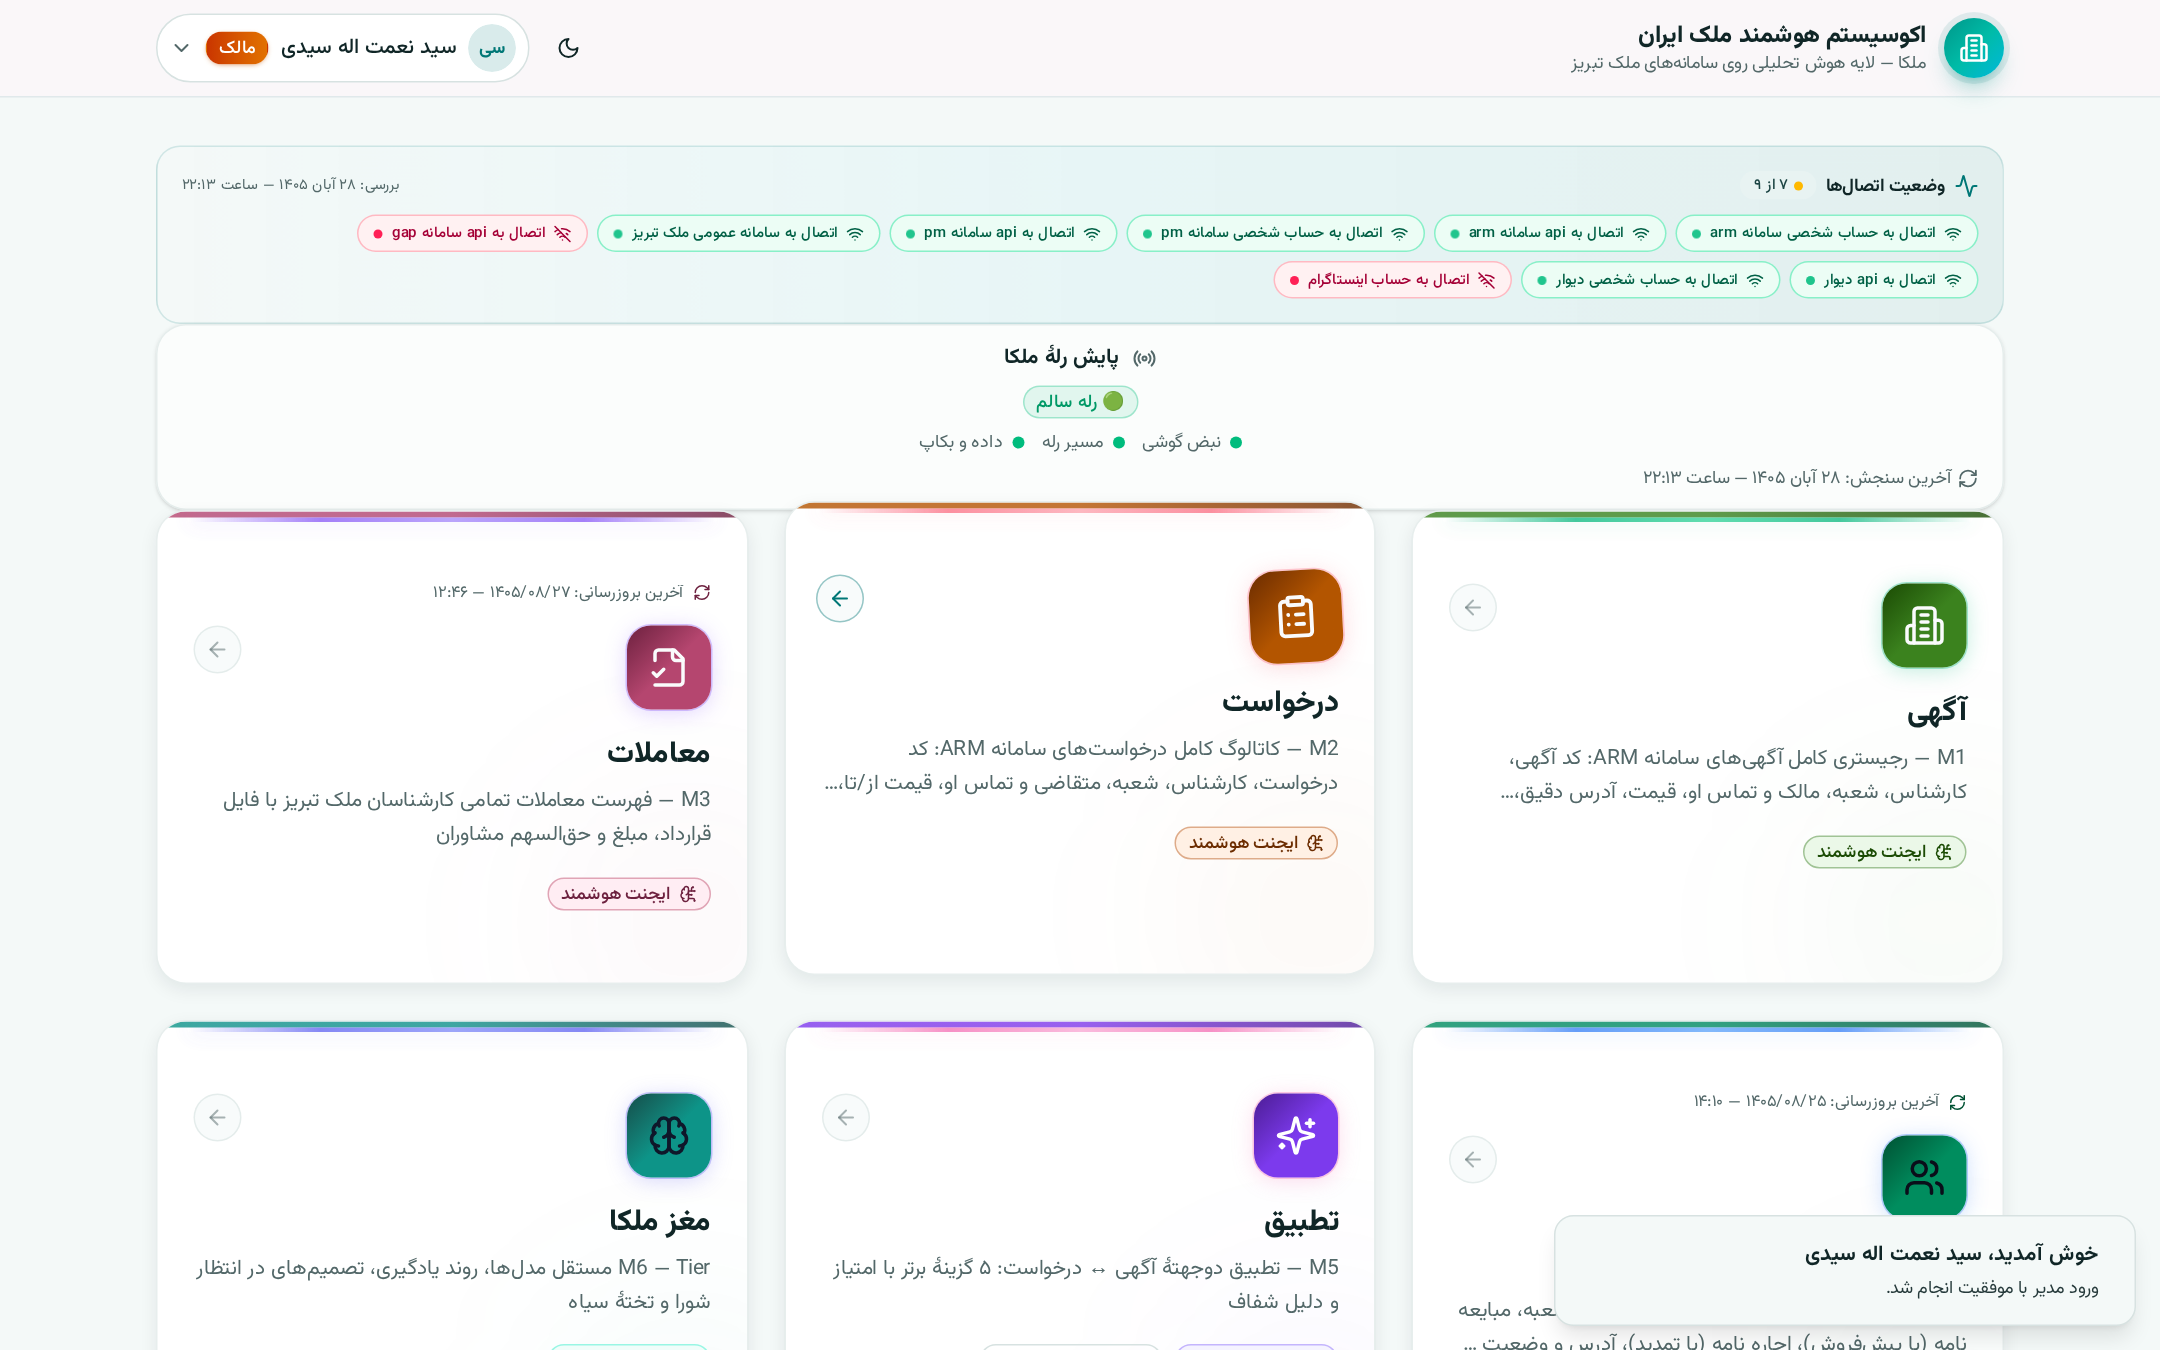 اکوسیستم هوشمند ملک ایران
ملکا – لایه هوش تحلیلی روی سامانه‌های ملک تبریز
سی
سید نعمت اله سیدی
مالک
وضعیت اتصال‌ها
۷ از ۹
بررسی: ۲۸ آبان ۱۴۰۵ – ساعت ۲۲:۱۳
اتصال به حساب شخصی سامانه arm
اتصال به api سامانه arm
اتصال به حساب شخصی سامانه pm
اتصال به api سامانه pm
اتصال به سامانه عمومی ملک تبریز
اتصال به api سامانه gap
اتصال به api دیوار
اتصال به حساب شخصی دیوار
اتصال به حساب اینستاگرام
پایش رلهٔ ملکا
رله سالم
نبض گوشی
مسیر رله
داده و بکاپ
آخرین سنجش: ۲۸ آبان ۱۴۰۵ – ساعت ۲۲:۱۳
آگهی
M1 – رجیستری کامل آگهی‌های سامانه ARM: کد آگهی،
کارشناس، شعبه، مالک و تماس او، قیمت، آدرس دقیق،...
ایجنت هوشمند
درخواست
M2 – کاتالوگ کامل درخواست‌های سامانه ARM: کد
درخواست، کارشناس، شعبه، متقاضی و تماس او، قیمت از/تا،...
ایجنت هوشمند
آخرین بروزرسانی: ۱۴۰۵/۰۸/۲۷ – ۱۲:۴۶
معاملات
M3 – فهرست معاملات تمامی کارشناسان ملک تبریز با فایل
قرارداد، مبلغ و حق‌السهم مشاوران
ایجنت هوشمند
آخرین بروزرسانی: ۱۴۰۵/۰۸/۲۵ – ۱۴:۱۰
مبایعه
نامه (با پیش‌فروش)، اجاره نامه (با تمدید)، آدرس و وضعیت ...
تطبیق
M5 – تطبیق دوجهتهٔ آگهی ↔ درخواست: ۵ گزینهٔ برتر با امتیاز
و دلیل شفاف
مغز ملکا
M6 – Tier مستقل مدل‌ها، روند یادگیری، تصمیم‌های در انتظار
شورا و تختهٔ سیاه
خوش آمدید، سید نعمت اله سیدی
ورود مدیر با موفقیت انجام شد.